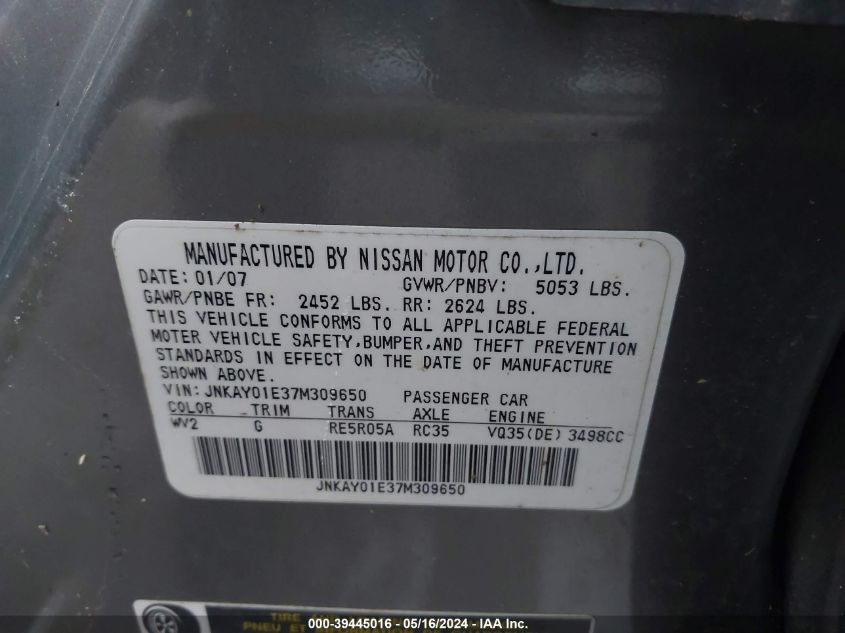 MANUFACTURED BY NISSAN MOTOR CO.,LTD.
DATE: 01/07 GVWR/PNBV: 5053 LBS.
GAWR/PNBE FR: 2452 LBS. RR: 2624 LBS.
THIS VEHICLE CONFORMS TO ALL APPLICABLE FEDERAL
MOTER VEHICLE SAFETY,BUMPER,AND THEFT PREVENTION
STANDARDS IN EFFECT ON THE DATE OF MANUFACTURE
SHOWN ABOVE.
VIN: JNKAY01E37M309650 PASSENGER CAR
COLOR TRIM TRANS AXLE ENGINE
WV2 G RE5R05A RC35 VQ35(DE) 3498CC
JNKAY01E37M309650
TIRE
PNEU ET
000-39445016 - 05/16/2024 - IAA Inc.